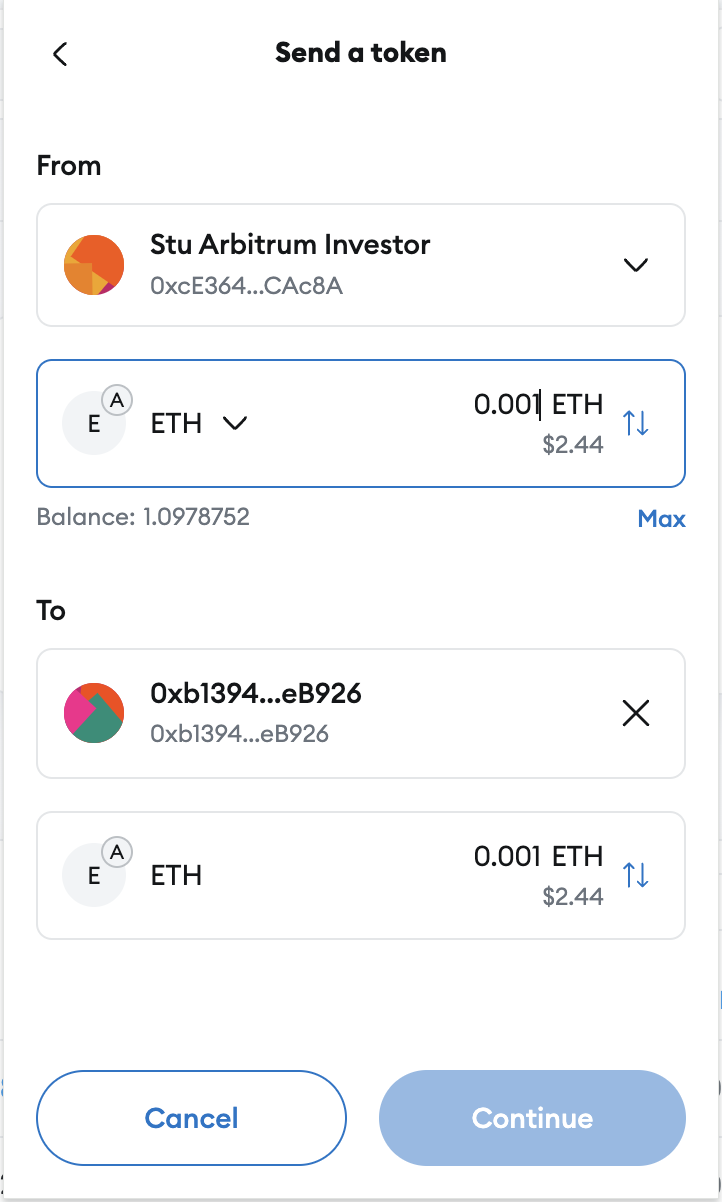 Send a token
From
Stu Arbitrum Investor
0xcE364...CAc8A
A
E
ETH
0.001 ETH
$2.44
Balance: 1.0978752
Max
To
0xb1394...eB926
0xb1394...eB926
A
E
ETH
0.001 ETH
$2.44
Cancel
Continue